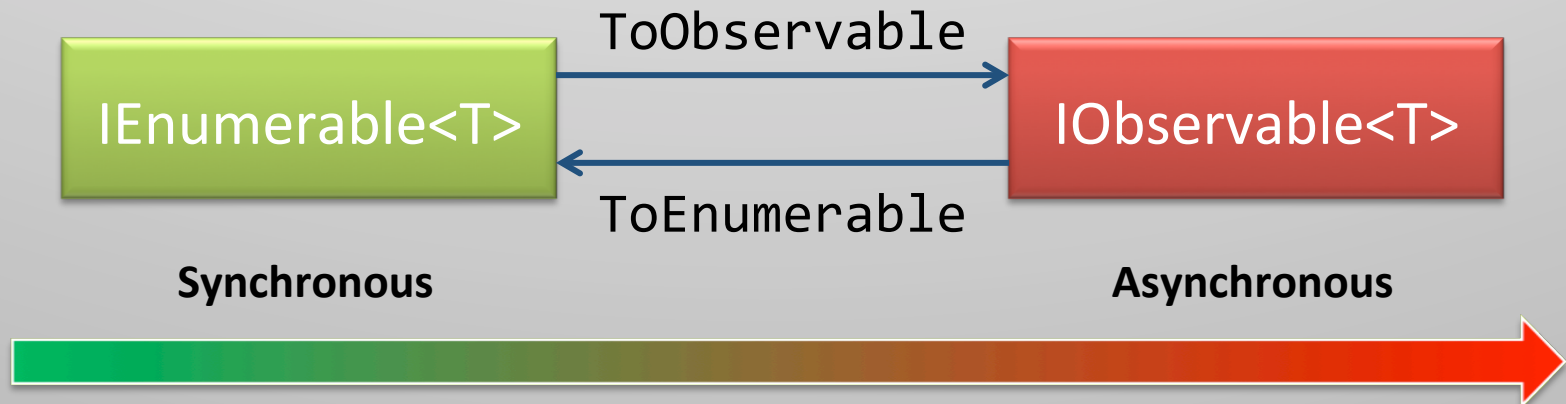 ToObservable
IEnumerable<T>
IObservable<T>
ToEnumerable
Synchronous
Asynchronous